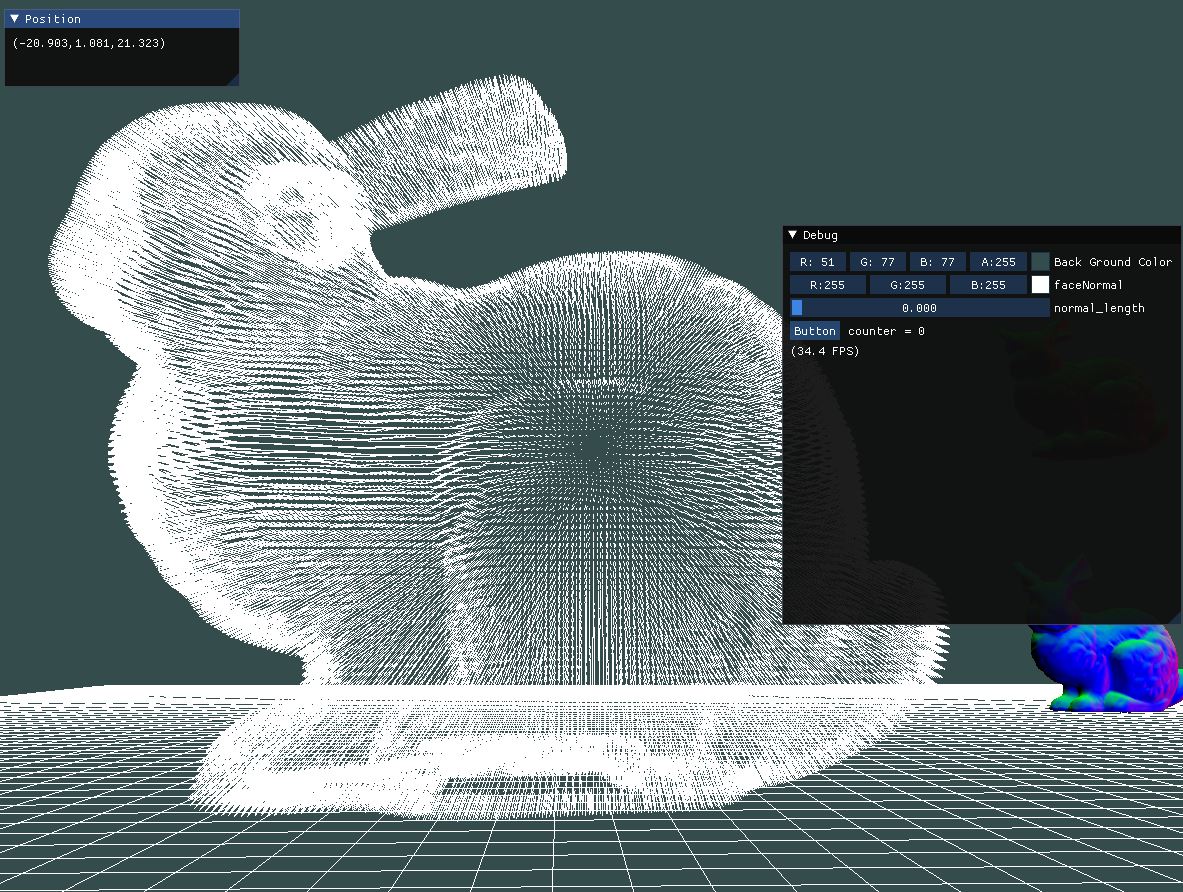 Position
(-20.903,1.081,21.323)
Debug
R: 51 G: 77 B: 77 A:255 Back Ground Color
R:255 G:255 B:255 faceNormal
0.000 normal_length
Button counter = 0
(34.4 FPS)